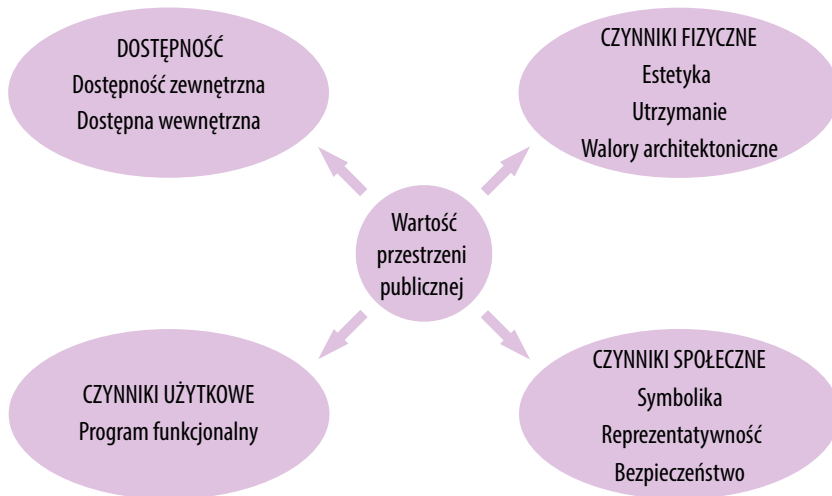 DOSTĘPNOŚĆ
Dostępność zewnętrzna
Dostępna wewnętrzna
CZYNNIKI FIZYCZNE
Estetyka
Utrzymanie
Walory architektoniczne
Wartość
przestrzeni
publicznej
CZYNNIKI UŻYTKOWE
Program funkcjonalny
CZYNNIKI SPOŁECZNE
Symbolika
Reprezentatywność
Bezpieczeństwo